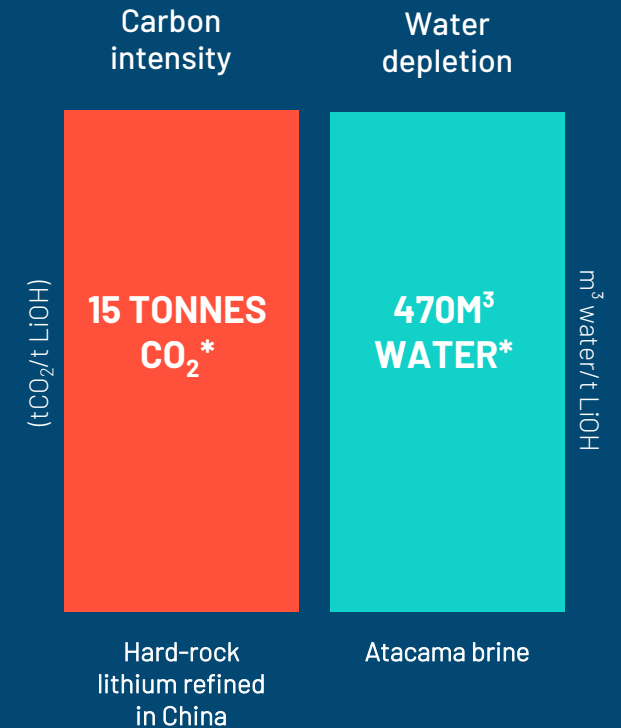 Carbon
intensity
Water
depletion
(tCO₂/t LiOH)
15 TONNES
CO₂*
470M³
WATER*
m³ water/t LiOH
Hard-rock
lithium refined
in China
Atacama brine